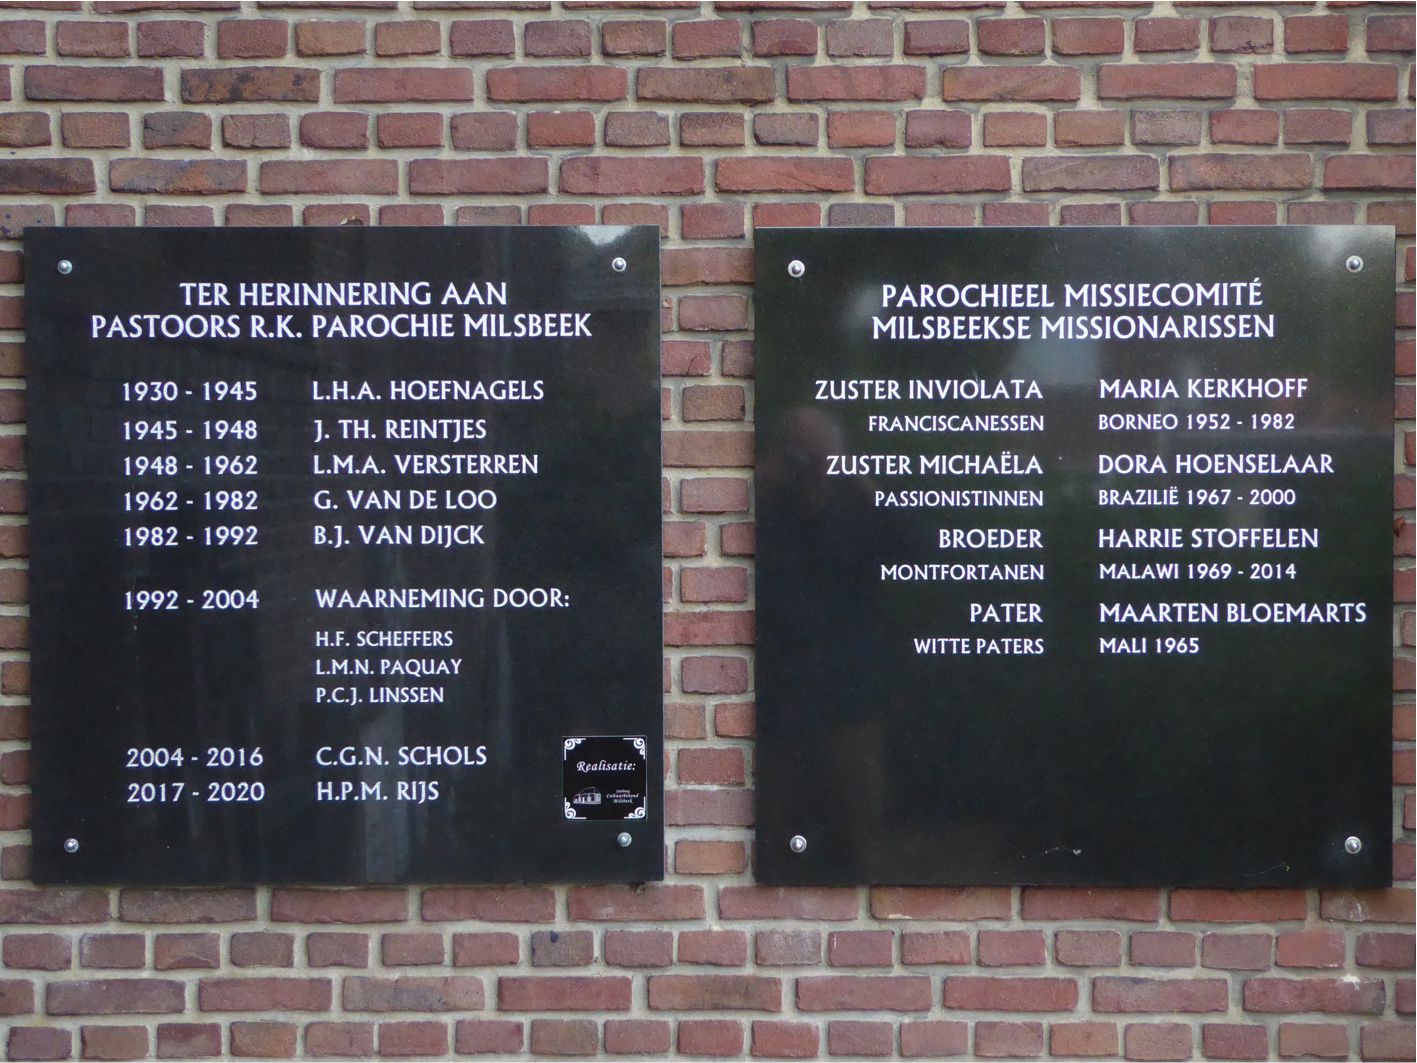 TER HERINNERING AAN
PASTOORS R.K. PAROCHIE MILSBEEK
1930 - 1945 L.H.A. HOEFNAGELS
1945 - 1948 J. TH. REINTJES
1948 - 1962 L.M.A. VERSTERREN
1962 - 1982 G. VAN DE LOO
1982 - 1992 B.J. VAN DIJCK
1992 - 2004 WAARNEMING DOOR:
H.F. SCHEFFERS
L.M.N. PAQUAY
P.C.J. LINSSEN
2004 - 2016 C.G.N. SCHOLS
2017 - 2020 H.P.M. RIJS
Realisatie:
Stichting
Cultuurbehoud
Milsbeek
PAROCHIEEL MISSIECOMITÉ
MILSBEEKSE MISSIONARISSEN
ZUSTER INVIOLATA MARIA KERKHOFF
FRANCISCANESSEN BORNEO 1952 - 1982
ZUSTER MICHAËLA DORA HOENSELAAR
PASSIONISTINNEN BRAZILIË 1967 - 2000
BROEDER HARRIE STOFFELEN
MONTFORTANEN MALAWI 1969 - 2014
PATER MAARTEN BLOEMARTS
WITTE PATERS MALI 1965